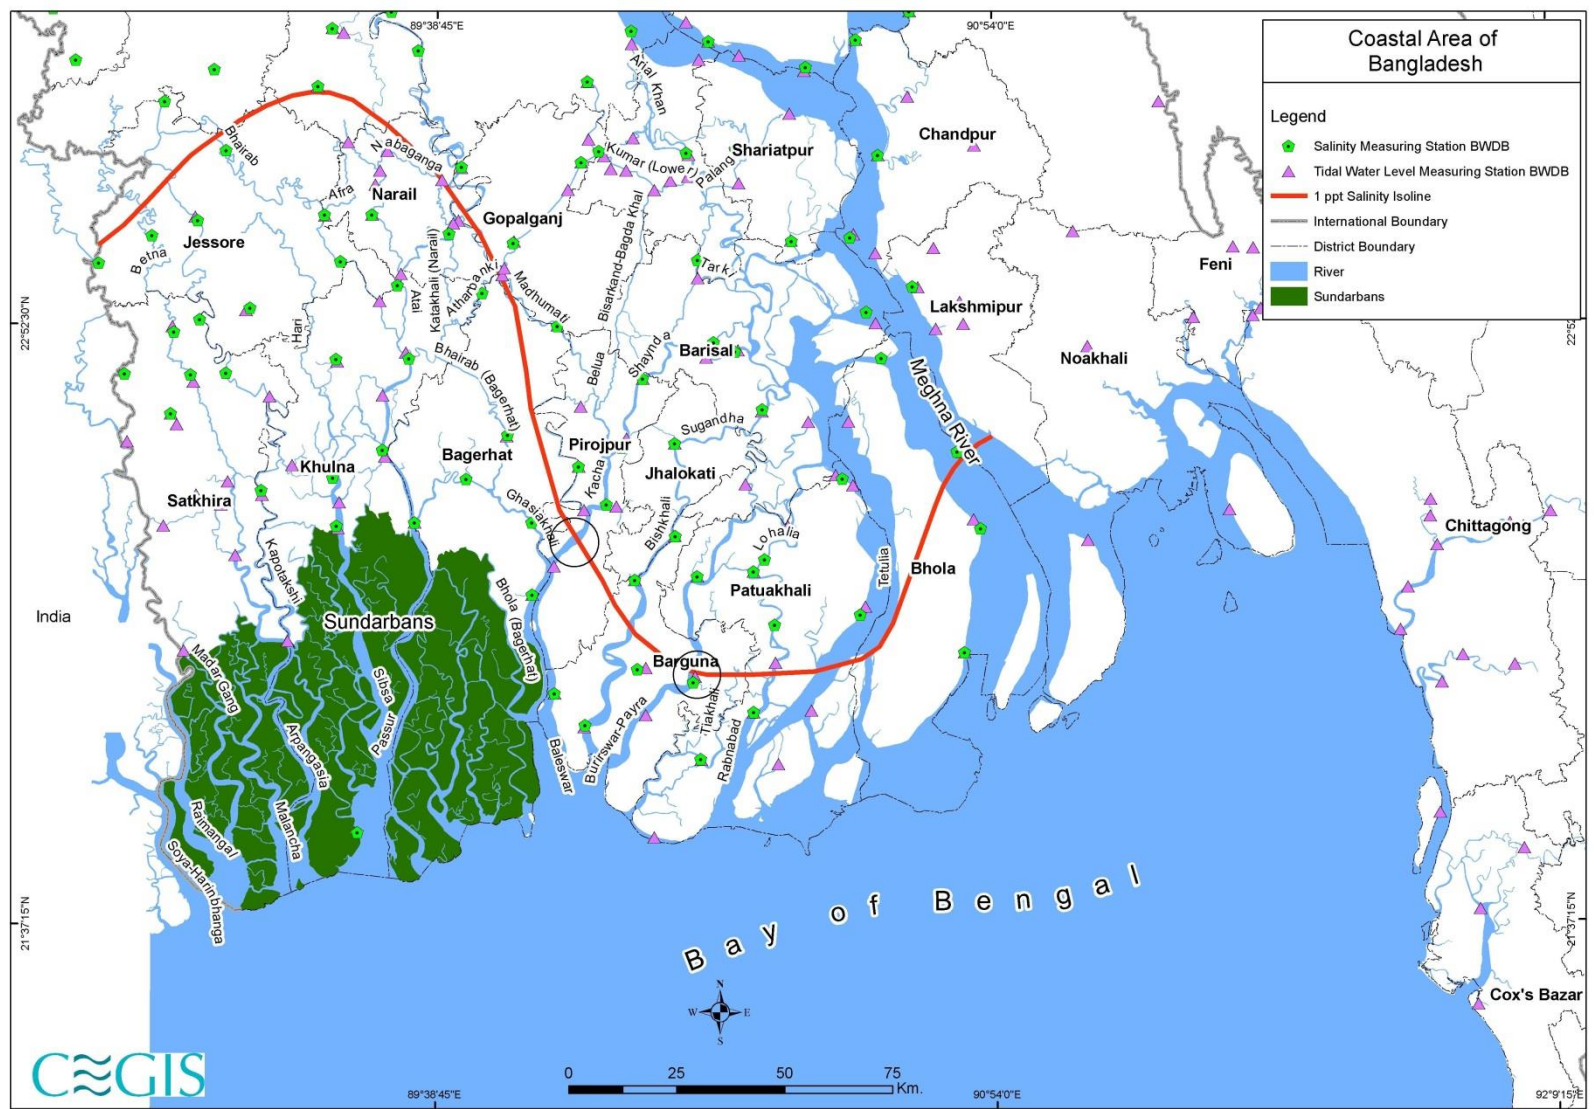 89°38'45"E
90°54'0"E
Coastal Area of
Bangladesh
Legend
Salinity Measuring Station BWDB
Tidal Water Level Measuring Station BWDB
1 ppt Salinity Isoline
International Boundary
District Boundary
River
Sundarbans
Arial Khan
Chandpur
Bhairab
Nabaganga
Kumar (Lower)
Palang
Shariatpur
Afra
Narail
Gopalganj
Jessore
Betna
Katakhali (Narail)
Bisarkand-Bagda Khal
Feni
Atharbanki
Madhumati
Tarki
Atai
Lakshmipur
22°52'30"N
22°52
Hari
Shaynda
Barisal
Noakhali
Bhairab (Bagerhat)
Belua
Meghna River
Sugandha
Pirojpur
Bagerhat
Khulna
Kacha
Jhalokati
Satkhira
Ghasiakhali
Bishkhali
Chittagong
Lohalia
Kapotakshi
Tetulia
Bhola
Patuakhali
India
Sundarbans
Bhola (Bagerhat)
Barguna
Madar Gang
Sibsa
Passur
Tiakhali
Arpangasia
Burirswar-Payra
Rabnabad
Baleswar
Raimangal
Malancha
Soya-Harinbhanga
Bay of Bengal
21°37'15"N
21°37'15"N
N
W E
S
Cox's Bazar
CEGIS
0 25 50 75
Km.
89°38'45"E
90°54'0"E
92°9'15"E